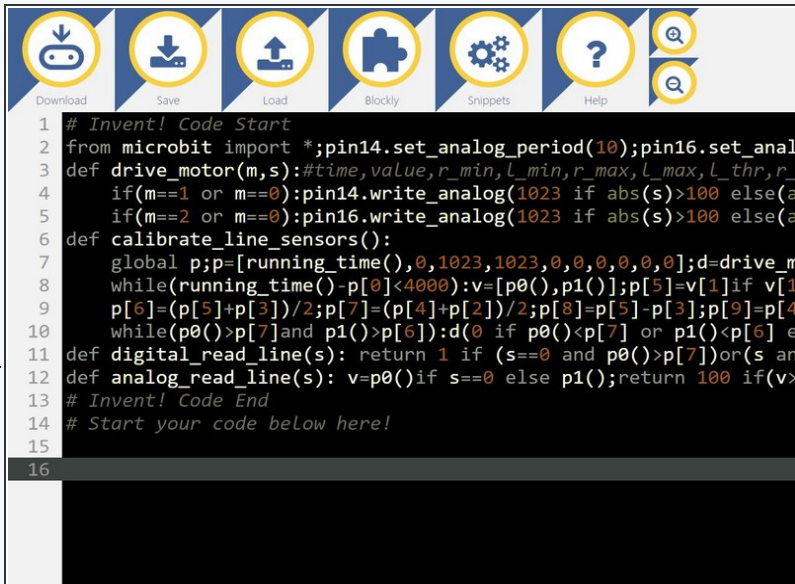 Download Save Load Blockly Snippets Help
1 # Invent! Code Start
2 from microbit import *;pin14.set_analog_period(10);pin16.set_anal
3 def drive_motor(m,s):#time,value,r_min,l_min,r_max,l_max,l_thr,r_
4     if(m==1 or m==0):pin14.write_analog(1023 if abs(s)>100 else(a
5     if(m==2 or m==0):pin16.write_analog(1023 if abs(s)>100 else(a
6 def calibrate_line_sensors():
7     global p;p=[running_time(),0,1023,1023,0,0,0,0,0,0];d=drive_m
8     while(running_time()-p[0]<4000):v=[p0(),p1()];p[5]=v[1]if v[1
9     p[6]=(p[5]+p[3])/2;p[7]=(p[4]+p[2])/2;p[8]=p[5]-p[3];p[9]=p[4
10     while(p0()>p[7]and p1()>p[6]):d(0 if p0()<p[7] or p1()<p[6] e
11 def digital_read_line(s): return 1 if (s==0 and p0()>p[7])or(s an
12 def analog_read_line(s): v=p0()if s==0 else p1();return 100 if(v>
13 # Invent! Code End
14 # Start your code below here!
15
16